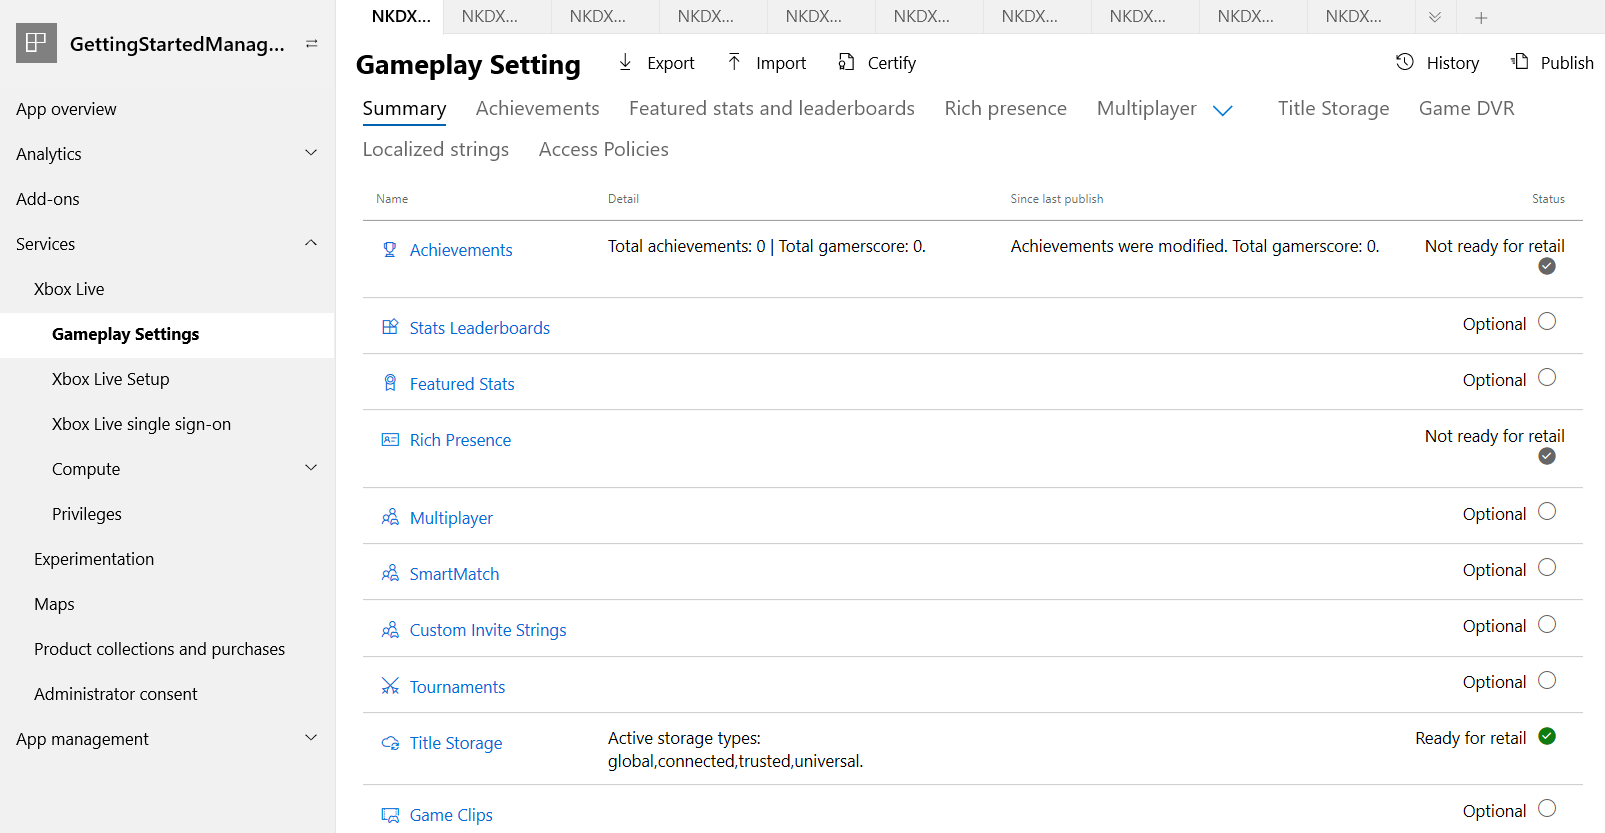 GettingStartedManag...
App overview
Analytics
Add-ons
Services
Xbox Live
Gameplay Settings
Xbox Live Setup
Xbox Live single sign-on
Compute
Privileges
Experimentation
Maps
Product collections and purchases
Administrator consent
App management
NKDX... NKDX... NKDX... NKDX... NKDX... NKDX... NKDX... NKDX... NKDX... NKDX...
Gameplay Setting Export Import Certify History Publish
Summary Achievements Featured stats and leaderboards Rich presence Multiplayer Title Storage Game DVR
Localized strings Access Policies
Name Detail Since last publish Status
Achievements Total achievements: 0 | Total gamerscore: 0. Achievements were modified. Total gamerscore: 0. Not ready for retail
Stats Leaderboards Optional
Featured Stats Optional
Rich Presence Not ready for retail
Multiplayer Optional
SmartMatch Optional
Custom Invite Strings Optional
Tournaments Optional
Title Storage Active storage types: Ready for retail
global,connected,trusted,universal.
Game Clips Optional